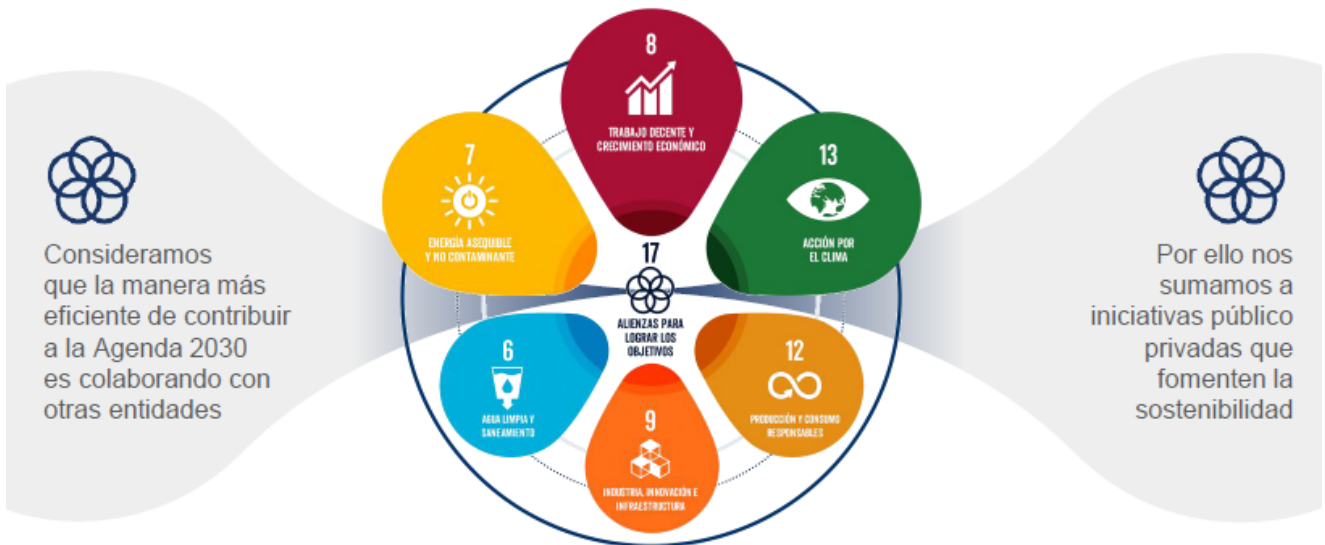 Consideramos
que la manera más
eficiente de contribuir
a la Agenda 2030
es colaborando con
otras entidades
8
TRABAJO DECENTE Y
CRECIMIENTO ECONÓMICO
7
ENERGÍA ASEQUIBLE
Y NO CONTAMINANTE
13
ACCIÓN POR
EL CLIMA
17
ALIENZAS PARA
LOGRAR LOS
OBJETIVOS
6
AGUA LIMPIA Y
SANEAMIENTO
12
PRODUCCIÓN Y CONSUMO
RESPONSABLES
9
INDUSTRIA, INNOVACIÓN E
INFRAESTRUCTURA
Por ello nos
sumamos a
iniciativas público
privadas que
fomenten la
sostenibilidad